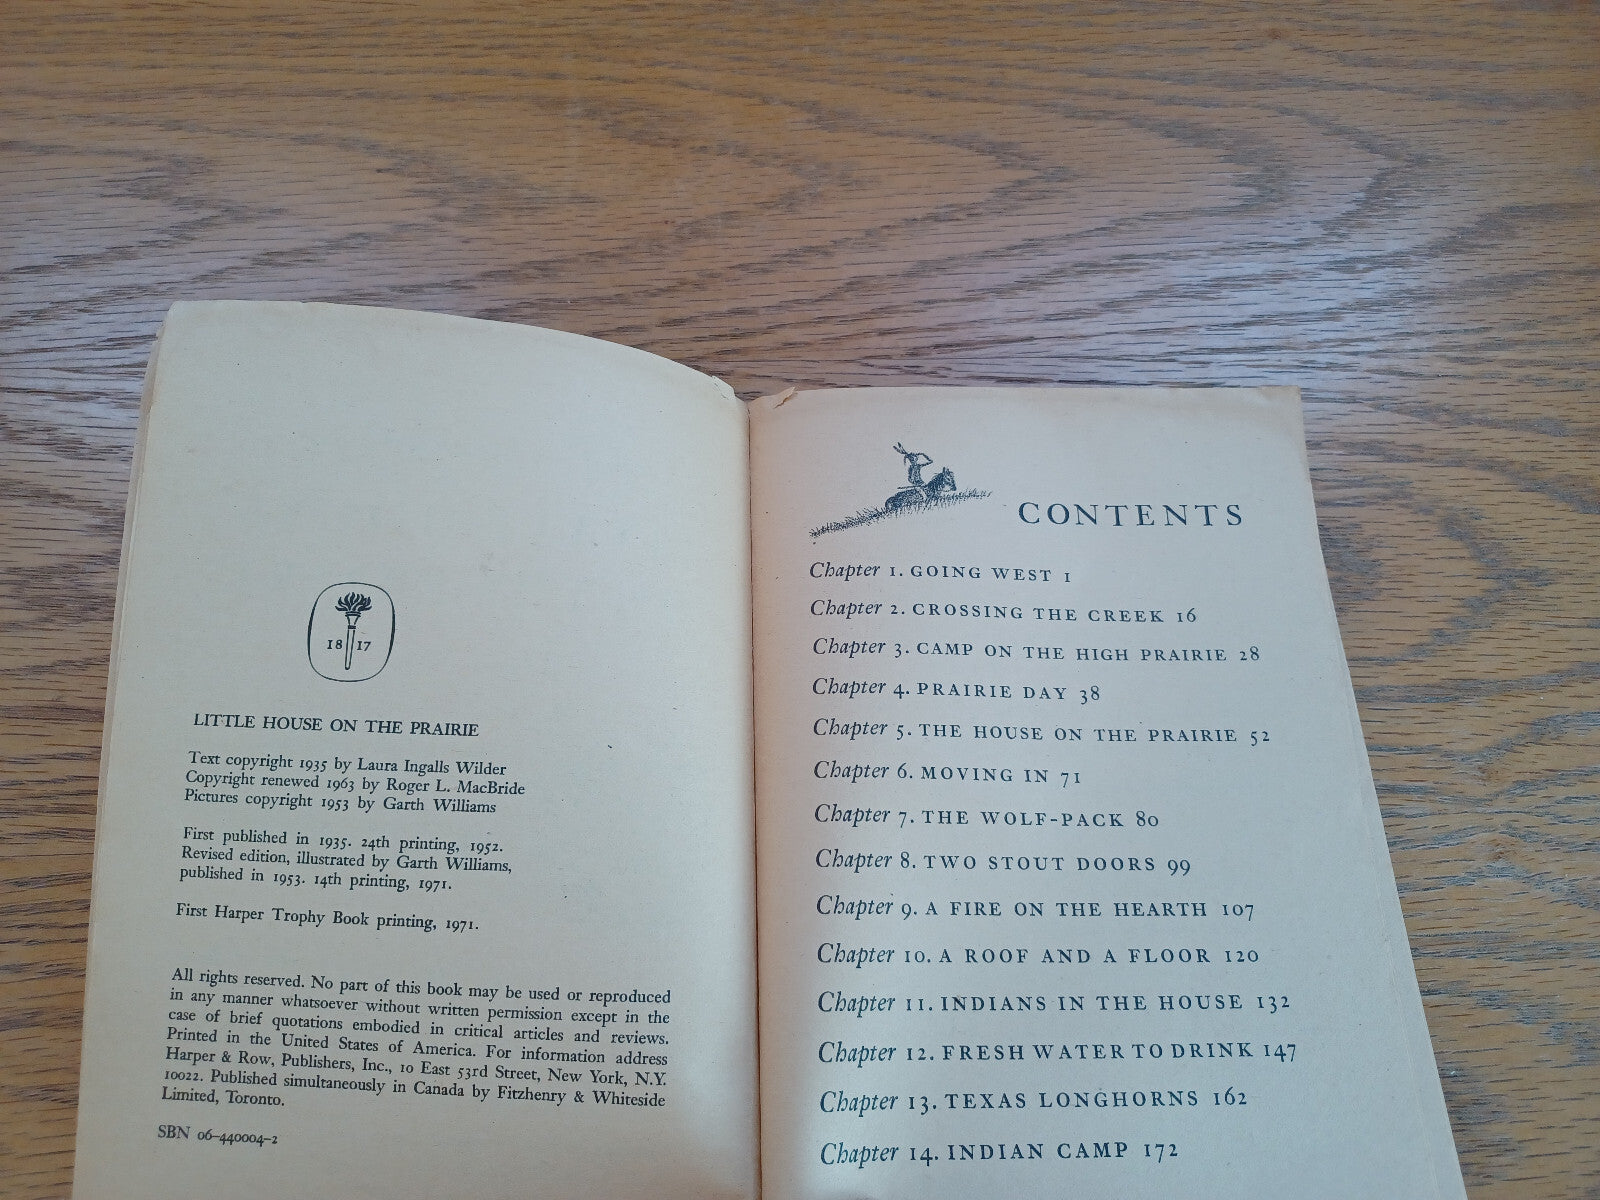 18 17
LITTLE HOUSE ON THE PRAIRIE
Text copyright 1935 by Laura Ingalls Wilder
Copyright renewed 1963 by Roger L. MacBride
Pictures copyright 1953 by Garth Williams
First published in 1935. 24th printing, 1952.
Revised edition, illustrated by Garth Williams,
published in 1953. 14th printing, 1971.
First Harper Trophy Book printing, 1971.
All rights reserved. No part of this book may be used or reproduced
in any manner whatsoever without written permission except in the
case of brief quotations embodied in critical articles and reviews.
Printed in the United States of America. For information address
Harper & Row, Publishers, Inc., 10 East 53rd Street, New York, N.Y.
10022. Published simultaneously in Canada by Fitzhenry & Whiteside
Limited, Toronto.
SBN 06-440004-2
CONTENTS
Chapter 1. GOING WEST 1
Chapter 2. CROSSING THE CREEK 16
Chapter 3. CAMP ON THE HIGH PRAIRIE 28
Chapter 4. PRAIRIE DAY 38
Chapter 5. THE HOUSE ON THE PRAIRIE 52
Chapter 6. MOVING IN 71
Chapter 7. THE WOLF-PACK 80
Chapter 8. TWO STOUT DOORS 99
Chapter 9. A FIRE ON THE HEARTH 107
Chapter 10. A ROOF AND A FLOOR 120
Chapter 11. INDIANS IN THE HOUSE 132
Chapter 12. FRESH WATER TO DRINK 147
Chapter 13. TEXAS LONGHORNS 162
Chapter 14. INDIAN CAMP 172